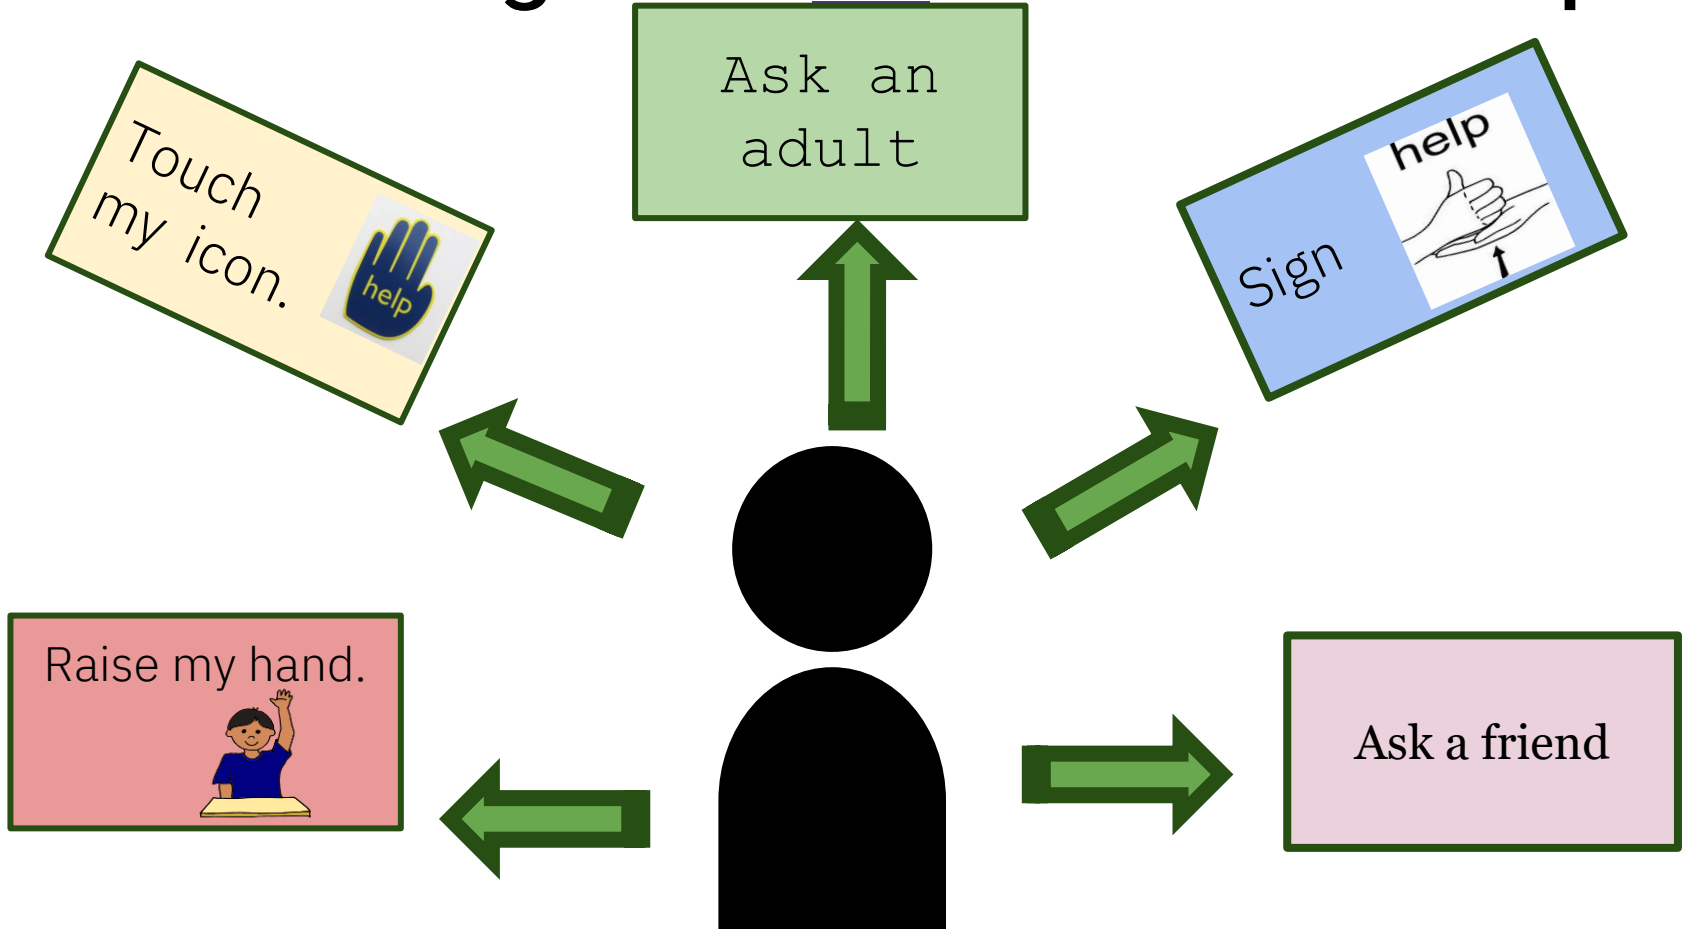 Ask an
adult
Touch
my icon.
help
help
Sign
Raise my hand.
Ask a friend